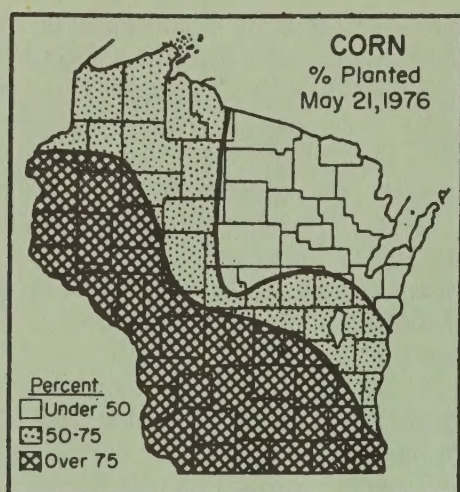 CORN
% Planted
May 21, 1976
Percent
Under 50
50-75
Over 75